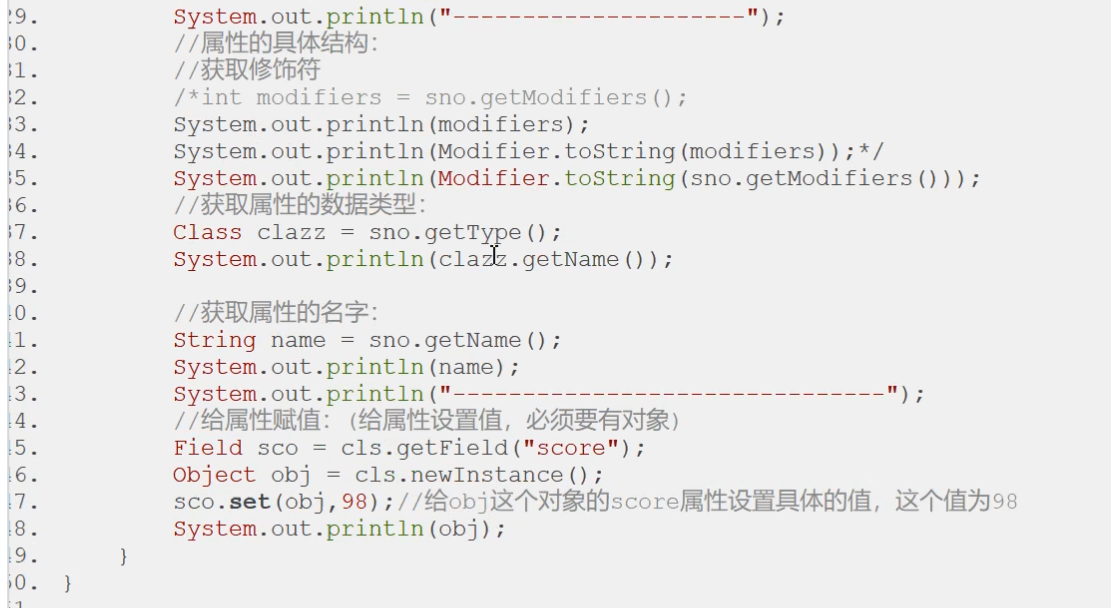 29.         System.out.println("---------------------");
30.         //属性的具体结构：
31.         //获取修饰符
32.         /*int modifiers = sno.getModifiers();
33.         System.out.println(modifiers);
34.         System.out.println(Modifier.toString(modifiers));*/
35.         System.out.println(Modifier.toString(sno.getModifiers()));
36.         //获取属性的数据类型：
37.         Class clazz = sno.getType();
38.         System.out.println(clazz.getName());
39.
40.         //获取属性的名字：
41.         String name = sno.getName();
42.         System.out.println(name);
43.         System.out.println("-------------------------------");
44.         //给属性赋值：（给属性设置值，必须要有对象）
45.         Field sco = cls.getField("score");
46.         Object obj = cls.newInstance();
47.         sco.set(obj,98);//给obj这个对象的score属性设置具体的值，这个值为98
48.         System.out.println(obj);
49.     }
50. }